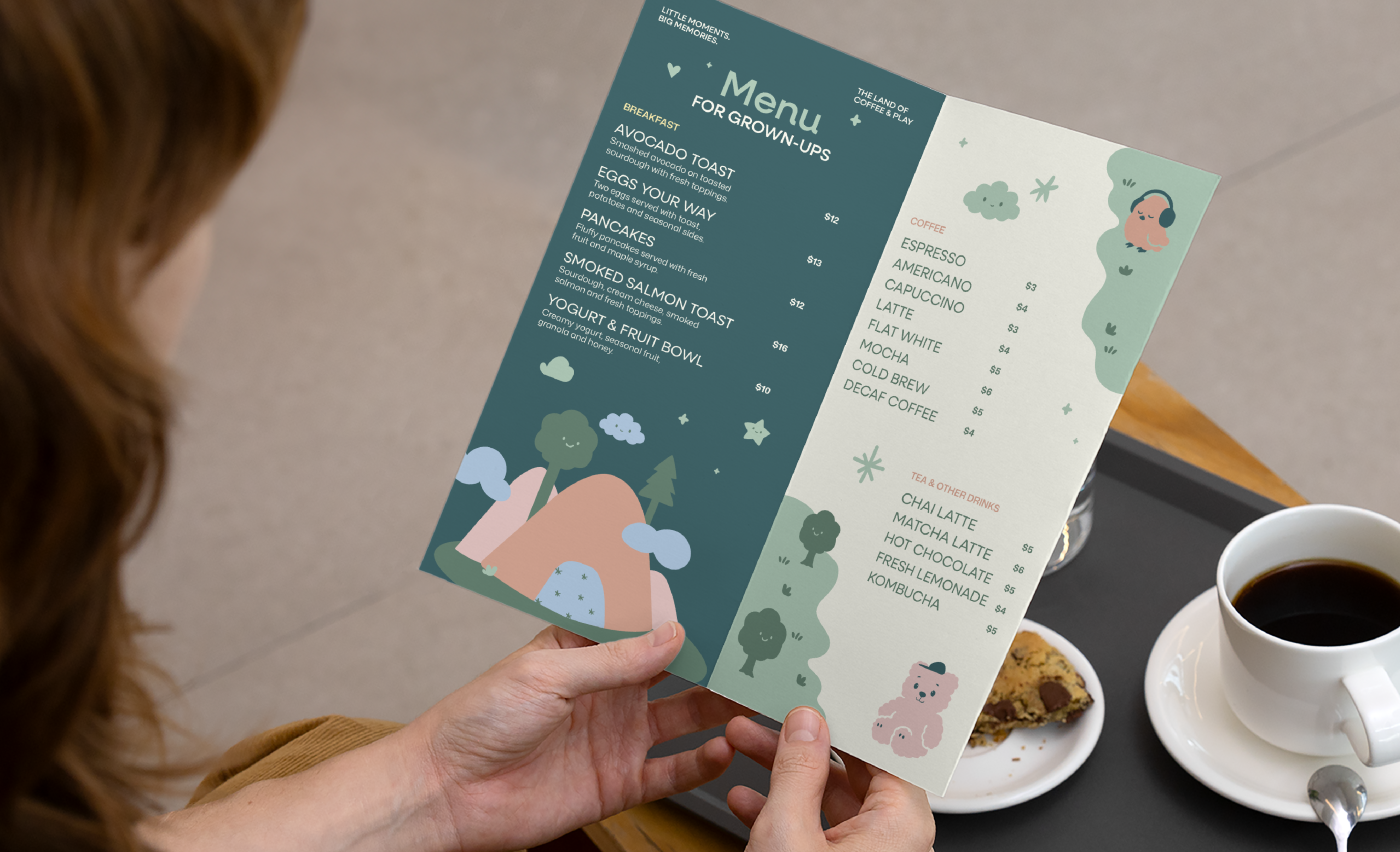 LITTLE MOMENTS.
BIG MEMORIES.
Menu
FOR GROWN-UPS
THE LAND OF
COFFEE & PLAY
BREAKFAST
AVOCADO TOAST
Smashed avocado on toasted
sourdough with fresh toppings.
$12
EGGS YOUR WAY
Two eggs served with toast,
potatoes and seasonal sides.
$13
PANCAKES
Fluffy pancakes served with fresh
fruit and maple syrup.
$12
SMOKED SALMON TOAST
Sourdough, cream cheese, smoked
salmon and fresh toppings.
$16
YOGURT & FRUIT BOWL
Creamy yogurt, seasonal fruit,
granola and honey.
$10
COFFEE
ESPRESSO $3
AMERICANO $4
CAPUCCINO $3
LATTE $4
FLAT WHITE $5
MOCHA $6
COLD BREW $5
DECAF COFFEE $4
TEA & OTHER DRINKS
CHAI LATTE $5
MATCHA LATTE $6
HOT CHOCOLATE $5
FRESH LEMONADE $4
KOMBUCHA $5